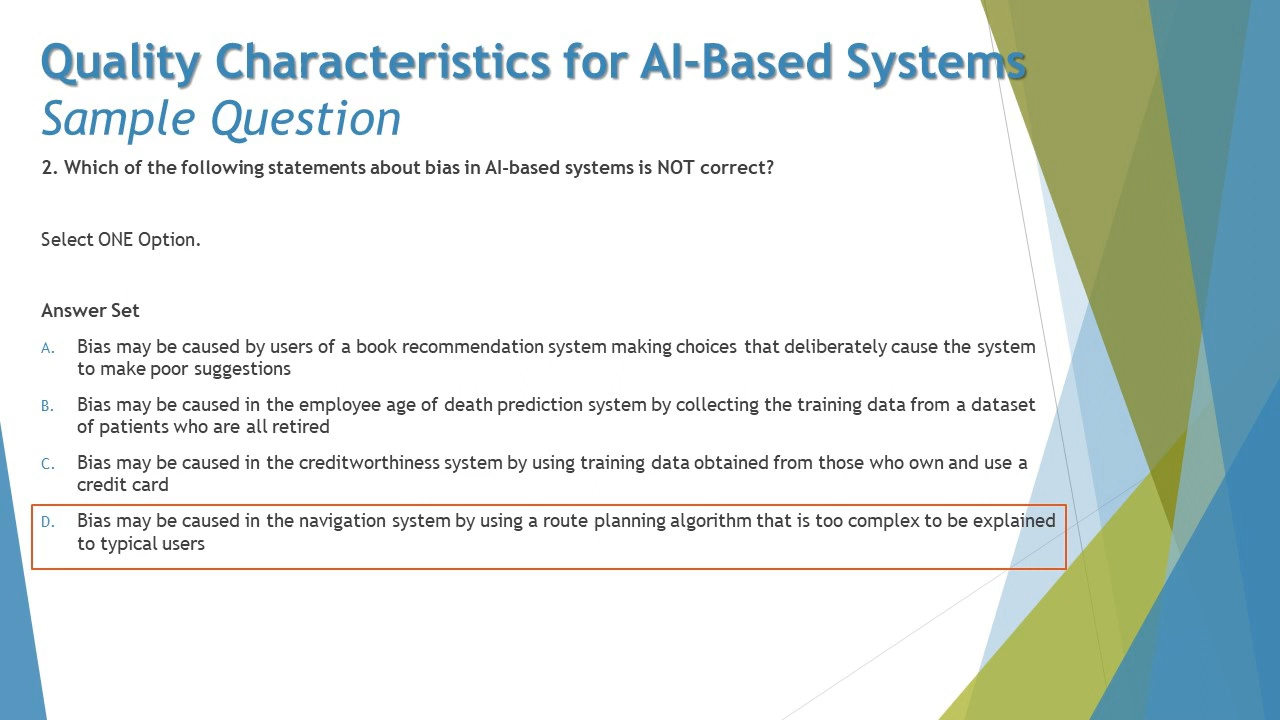 Quality Characteristics for AI-Based Systems
Sample Question
2. Which of the following statements about bias in AI-based systems is NOT correct?
Select ONE Option.
Answer Set
A. Bias may be caused by users of a book recommendation system making choices that deliberately cause the system
to make poor suggestions
B. Bias may be caused in the employee age of death prediction system by collecting the training data from a dataset
of patients who are all retired
C. Bias may be caused in the creditworthiness system by using training data obtained from those who own and use a
credit card
D. Bias may be caused in the navigation system by using a route planning algorithm that is too complex to be explained
to typical users